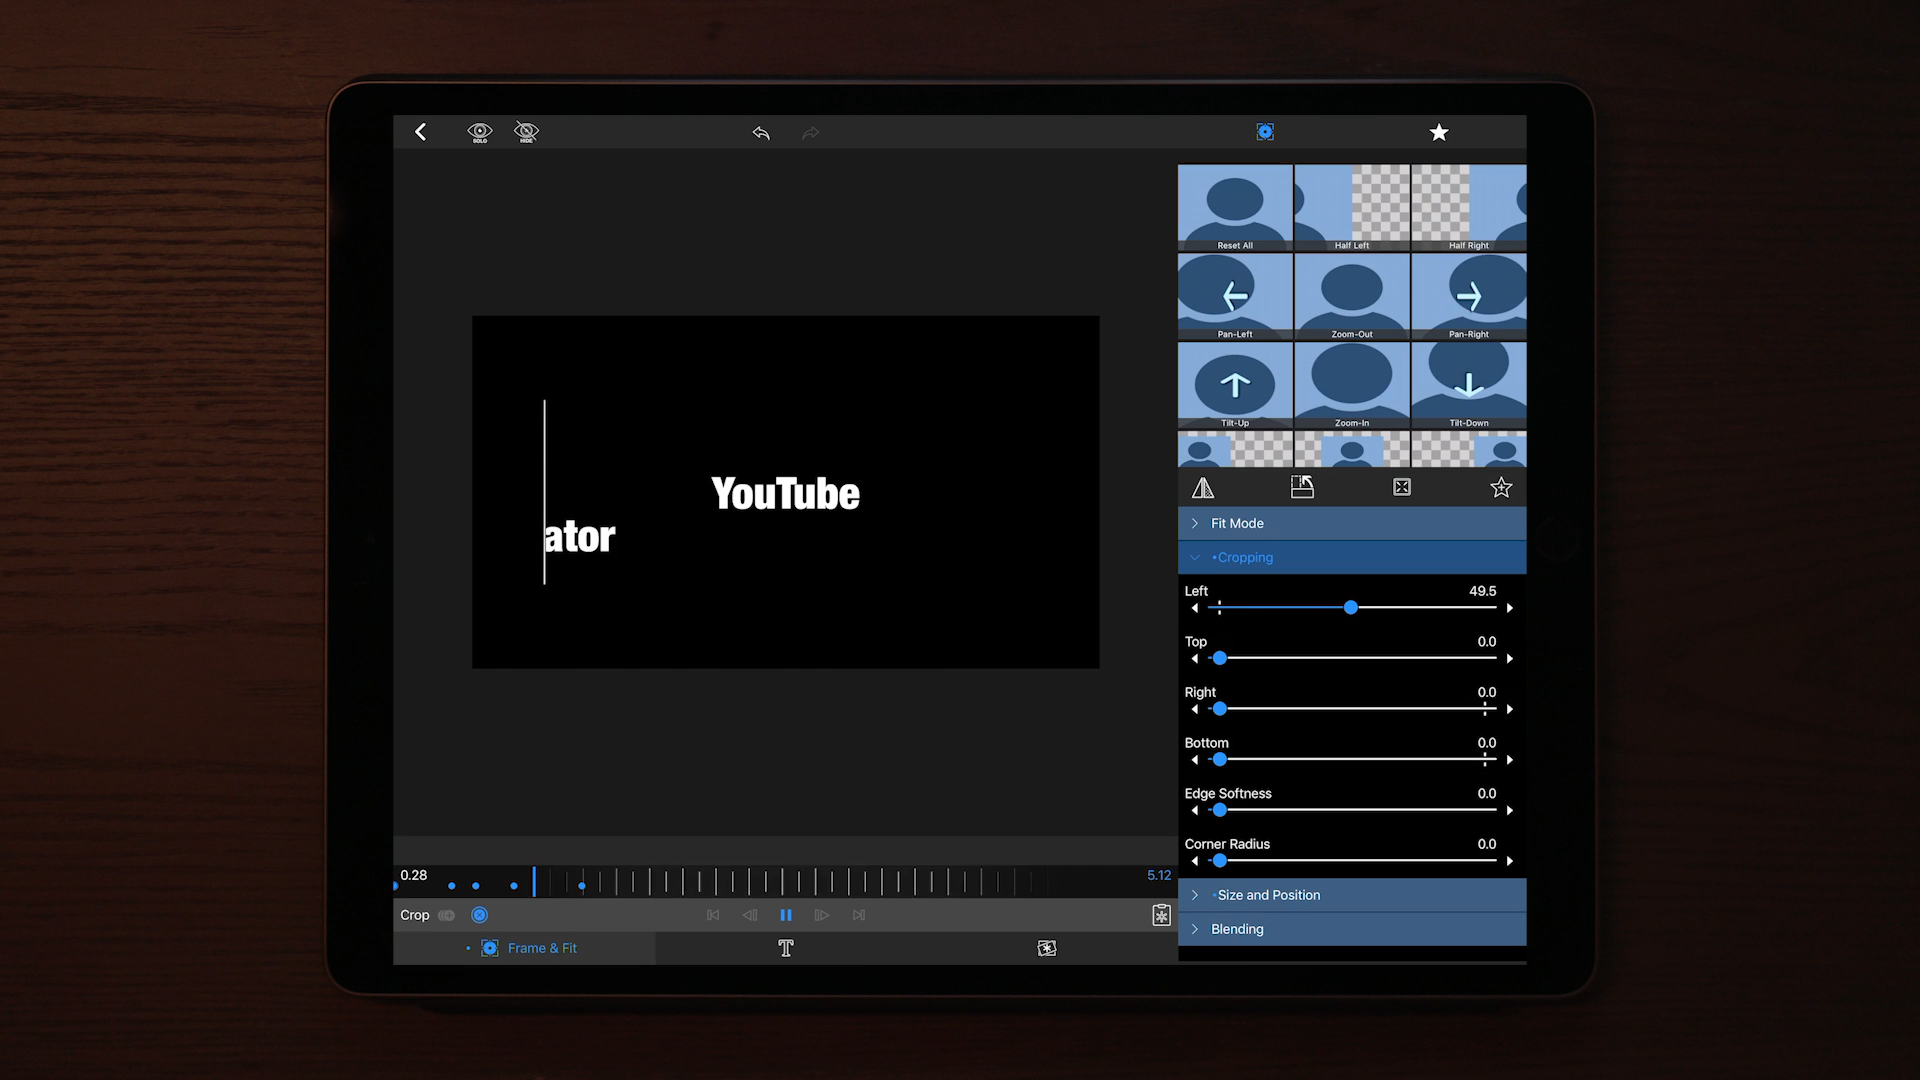 SOLO
HIDE
Reset All
Half Left
Half Right
Pan-Left
Zoom-Out
Pan-Right
Tilt-Up
Zoom-In
Tilt-Down
YouTube
ator
Fit Mode
•Cropping
Left 49.5
Top 0.0
Right 0.0
Bottom 0.0
Edge Softness 0.0
Corner Radius 0.0
•Size and Position
Blending
0.28
5.12
Crop
• Frame & Fit
T